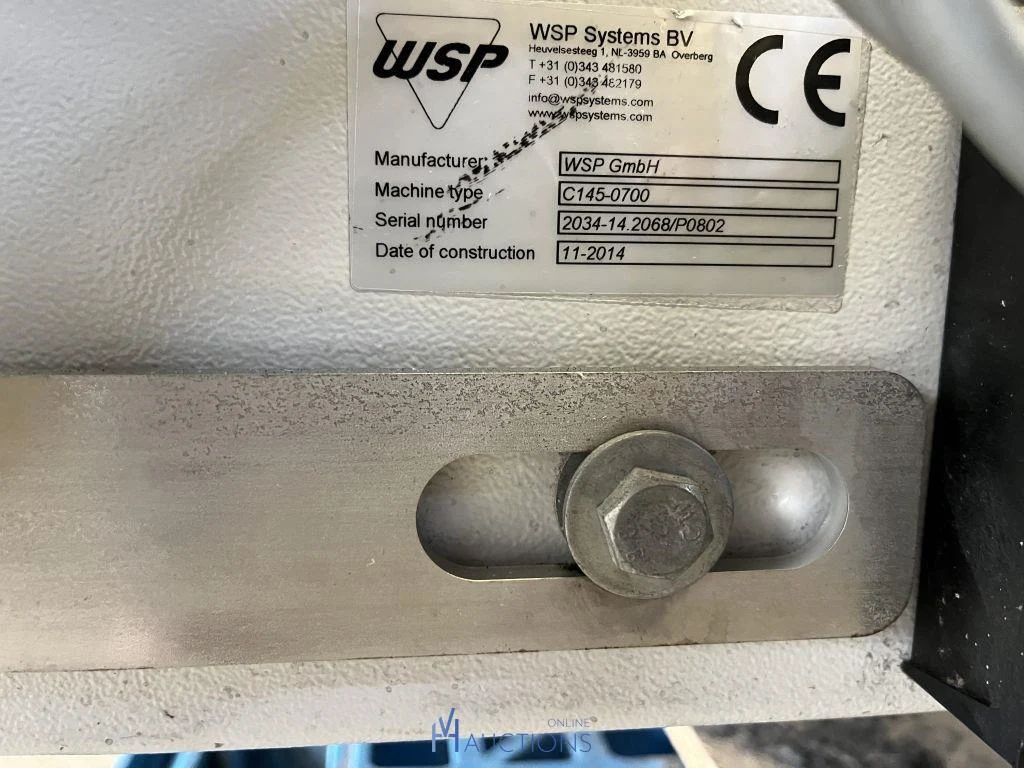 WSP
WSP Systems BV
Heuvelsesteeg 1, NL-3959 BA Overberg
T +31 (0)343 481580
F +31 (0)343 482179
info@wspsystems.com
www.wspsystems.com
CE
Manufacturer: WSP GmbH
Machine type C145-0700
Serial number 2034-14.2068/P0802
Date of construction 11-2014
ONLINE
AUCTIONS